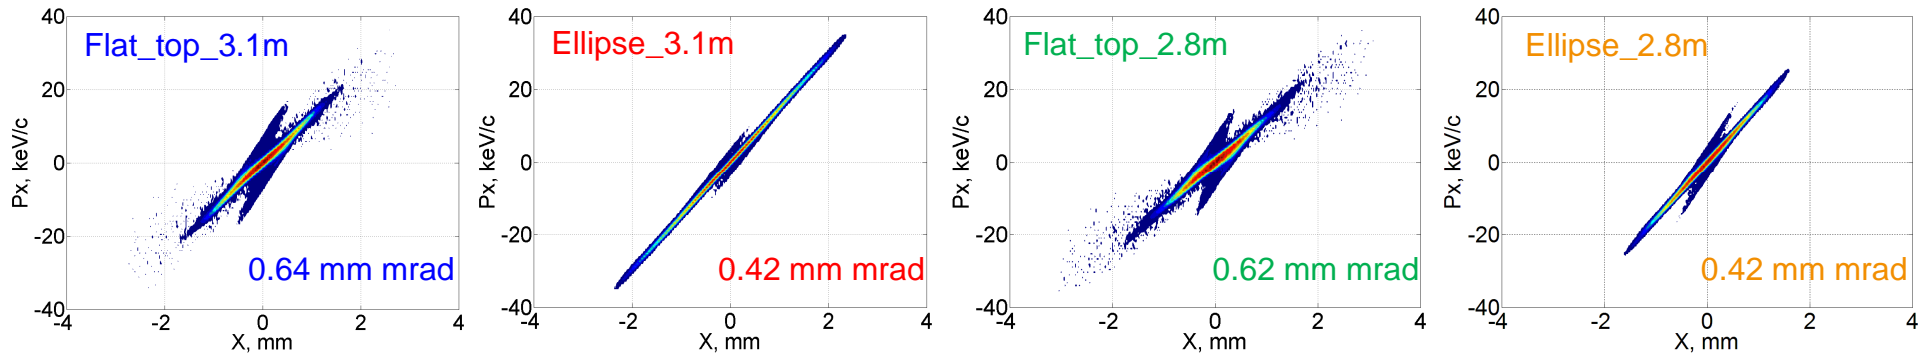 Flat_top_3.1m
0.64 mm mrad
40
20
0
-20
-40
-4
-2
0
2
4
Px, keV/c
X, mm
Ellipse_3.1m
0.42 mm mrad
40
20
0
-20
-40
-4
-2
0
2
4
Px, keV/c
X, mm
Flat_top_2.8m
0.62 mm mrad
40
20
0
-20
-40
-4
-2
0
2
4
Px, keV/c
X, mm
Ellipse_2.8m
0.42 mm mrad
40
20
0
-20
-40
-4
-2
0
2
4
Px, keV/c
X, mm